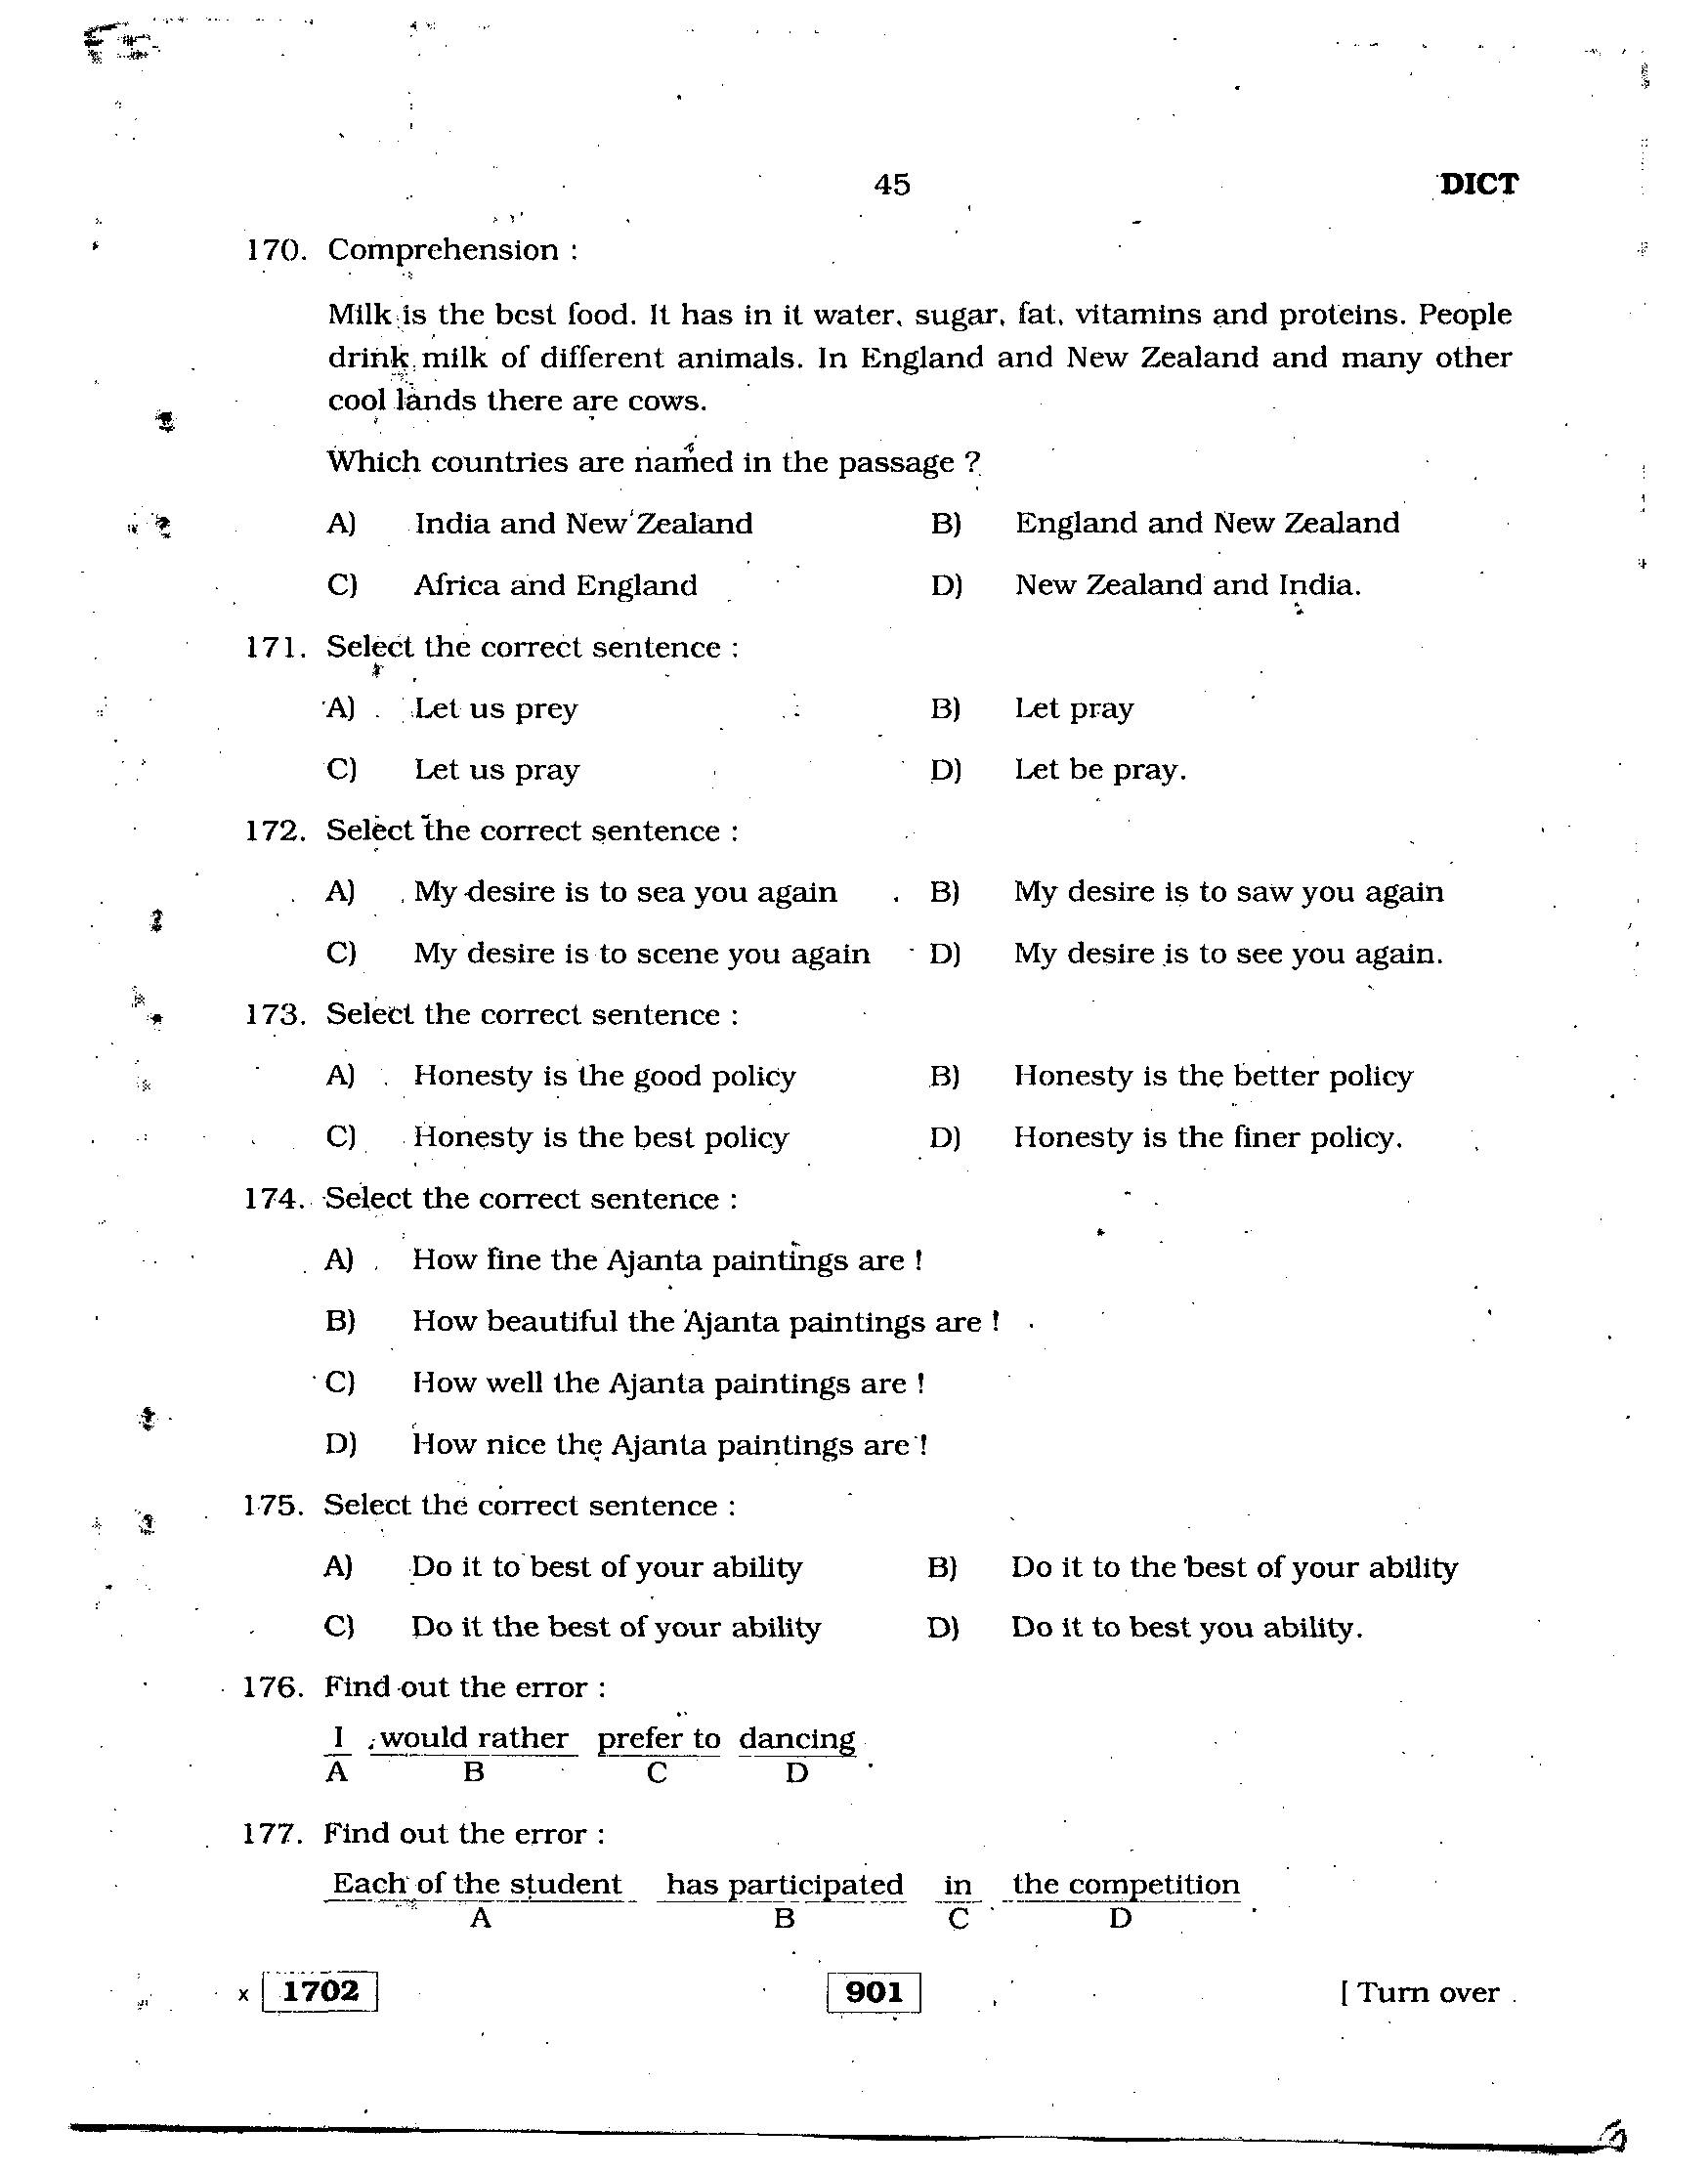 45 DICT
170. Comprehension :
Milk is the best food. It has in it water, sugar, fat, vitamins and proteins. People
drink milk of different animals. In England and New Zealand and many other
cool lands there are cows.
Which countries are named in the passage ?
A) India and New Zealand B) England and New Zealand
C) Africa and England D) New Zealand and India.
171. Select the correct sentence :
A) Let us prey B) Let pray
C) Let us pray D) Let be pray.
172. Select the correct sentence :
A) My desire is to sea you again B) My desire is to saw you again
C) My desire is to scene you again D) My desire is to see you again.
173. Select the correct sentence :
A) Honesty is the good policy B) Honesty is the better policy
C) Honesty is the best policy D) Honesty is the finer policy.
174. Select the correct sentence :
A) How fine the Ajanta paintings are !
B) How beautiful the Ajanta paintings are !
C) How well the Ajanta paintings are !
D) How nice the Ajanta paintings are !
175. Select the correct sentence :
A) Do it to best of your ability B) Do it to the best of your ability
C) Do it the best of your ability D) Do it to best you ability.
176. Find out the error :
I would rather prefer to dancing.
A B C D
177. Find out the error :
Each of the student has participated in the competition.
A B C D
x 1702 901 [ Turn over